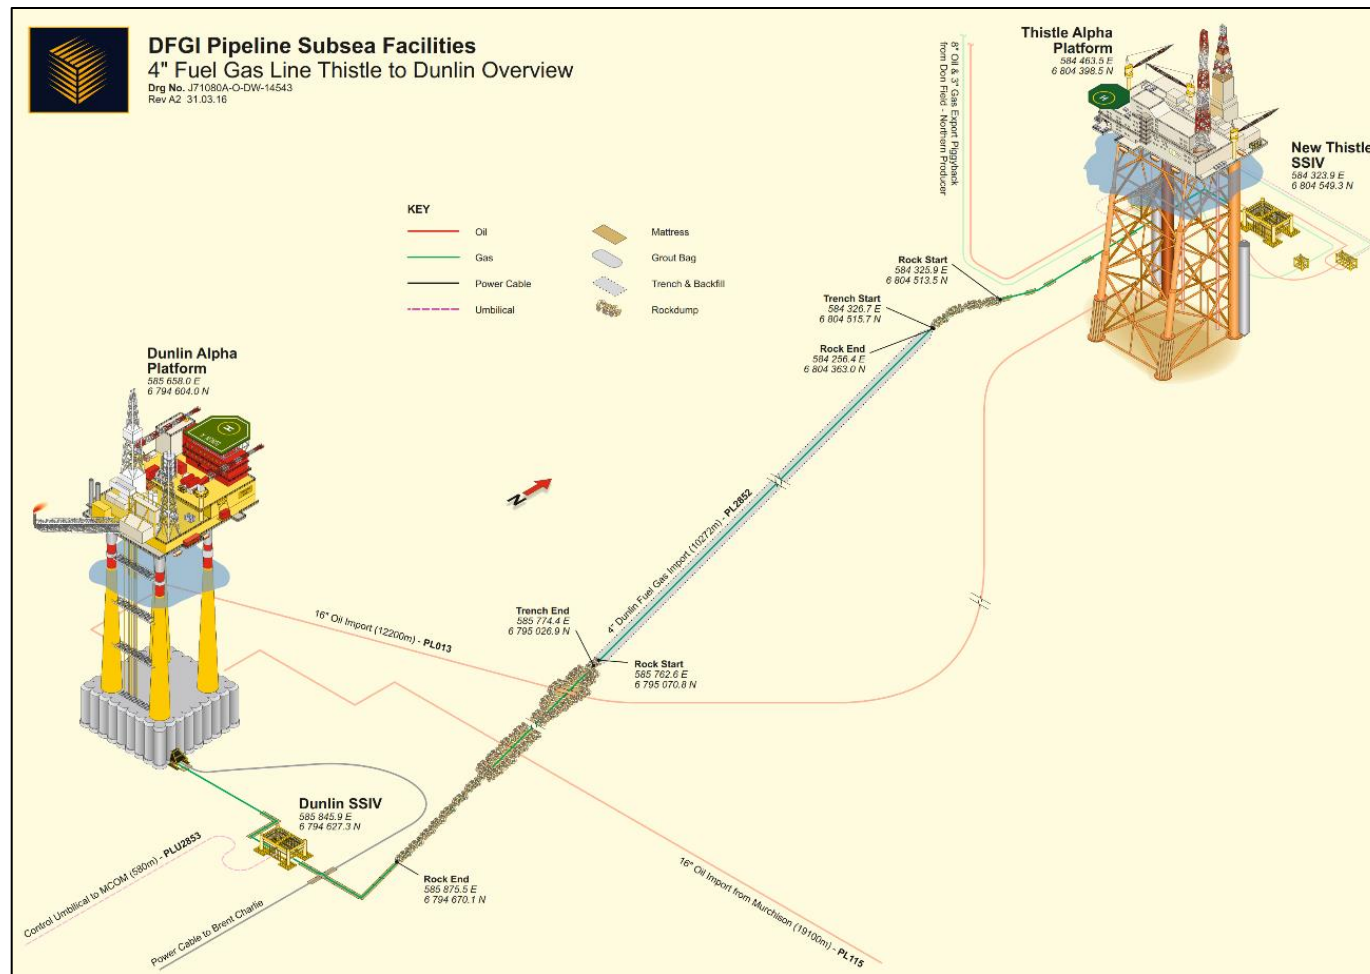 DFGI Pipeline Subsea Facilities
4" Fuel Gas Line Thistle to Dunlin Overview
Drg No. J71080A-O-DW-14543
Rev A2 31.03.16
Thistle Alpha
Platform
584 463.5 E
6 804 398.5 N
8" Oil & 3" Gas Export Piggyback
from Don Field - Northern Producer
New Thistle
SSIV
584 323.9 E
6 804 549.3 N
KEY
Oil
Gas
Power Cable
Umbilical
Mattress
Grout Bag
Trench & Backfill
Rockdump
Rock Start
584 325.9 E
6 804 513.5 N
Trench Start
584 326.7 E
6 804 515.7 N
Rock End
584 256.4 E
6 804 363.0 N
Dunlin Alpha
Platform
585 658.0 E
6 794 604.0 N
N
4" Dunlin Fuel Gas Import (10272m) - PL2852
16" Oil Import (12200m) - PL013
Trench End
585 774.4 E
6 795 026.9 N
Rock Start
585 762.6 E
6 795 070.8 N
Dunlin SSIV
585 845.9 E
6 794 627.3 N
Control Umbilical to MCOM (580m) - PLU2853
Power Cable to Brent Charlie
Rock End
585 875.5 E
6 794 670.1 N
16" Oil Import from Murchison (19100m) - PL115